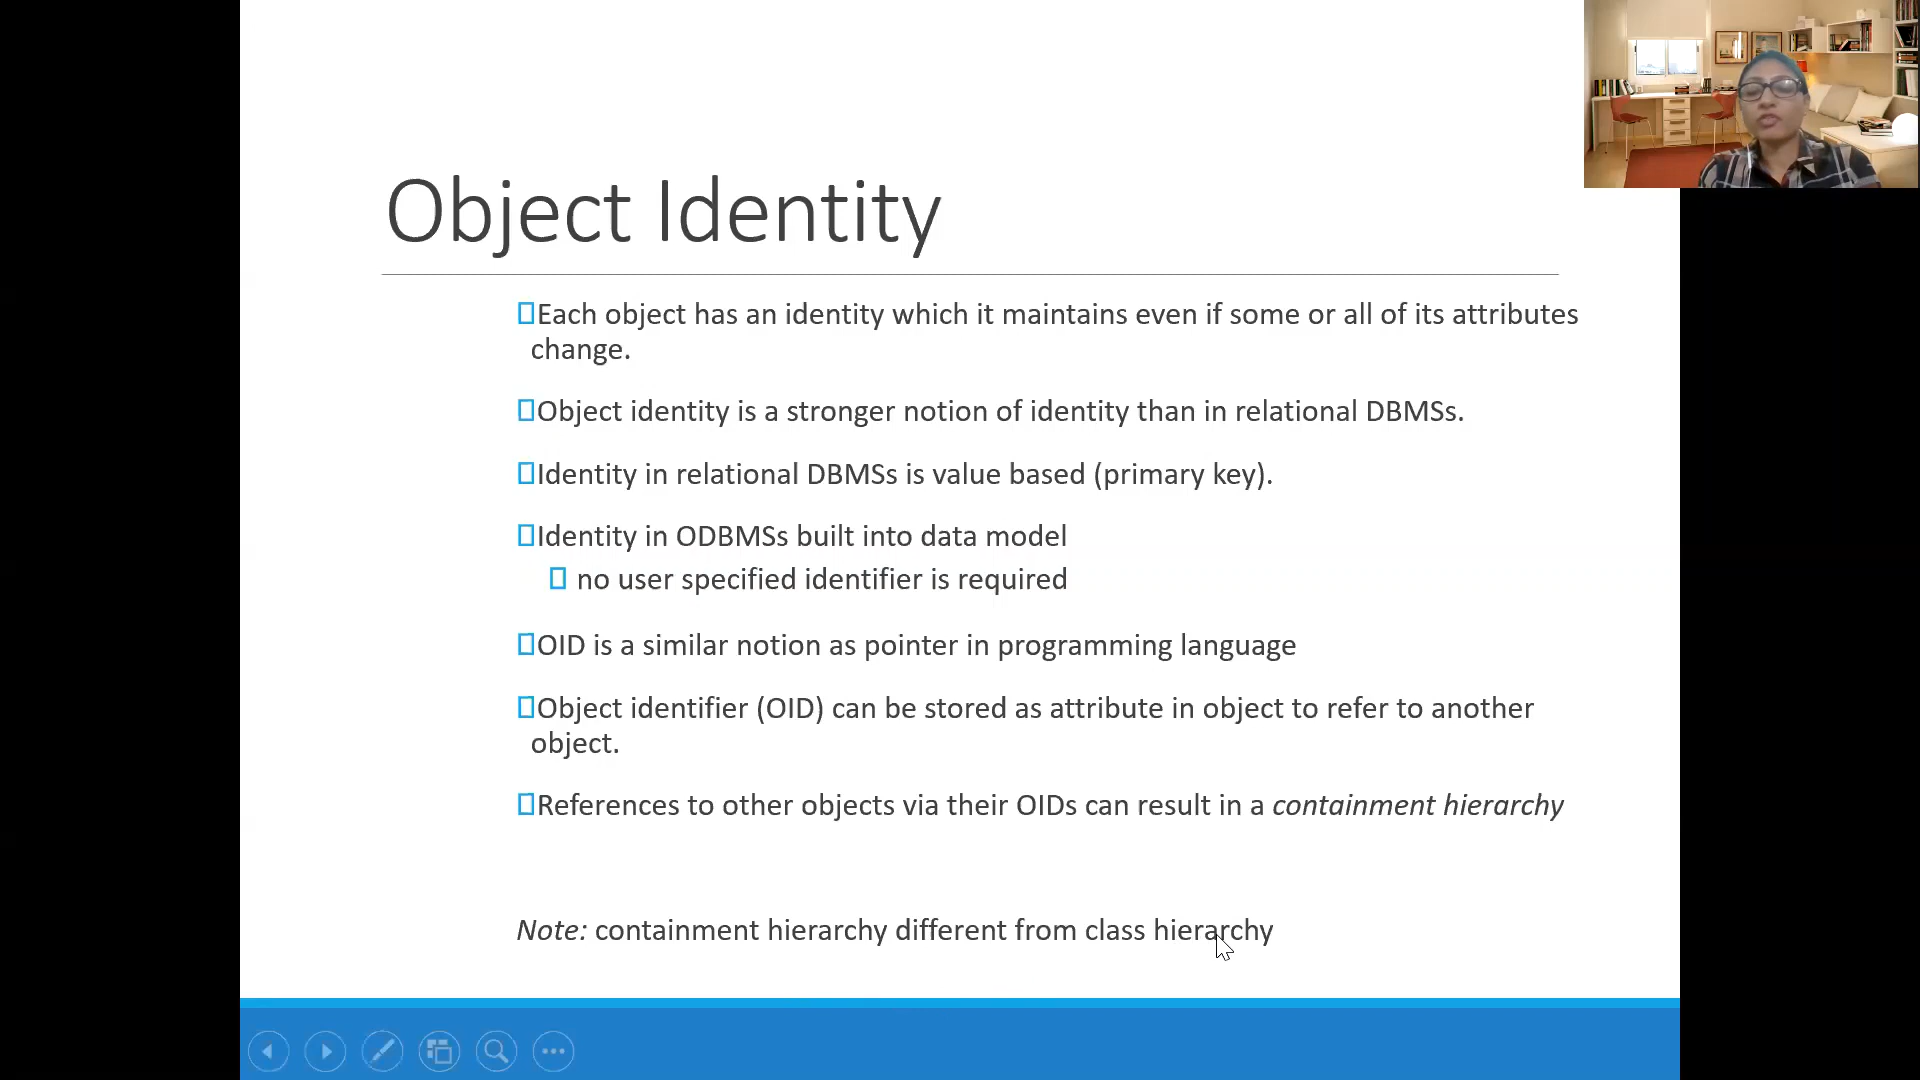 Object Identity
Each object has an identity which it maintains even if some or all of its attributes
change.
Object identity is a stronger notion of identity than in relational DBMSs.
Identity in relational DBMSs is value based (primary key).
Identity in ODBMSs built into data model
no user specified identifier is required
OID is a similar notion as pointer in programming language
Object identifier (OID) can be stored as attribute in object to refer to another
object.
References to other objects via their OIDs can result in a containment hierarchy
Note: containment hierarchy different from class hierarchy